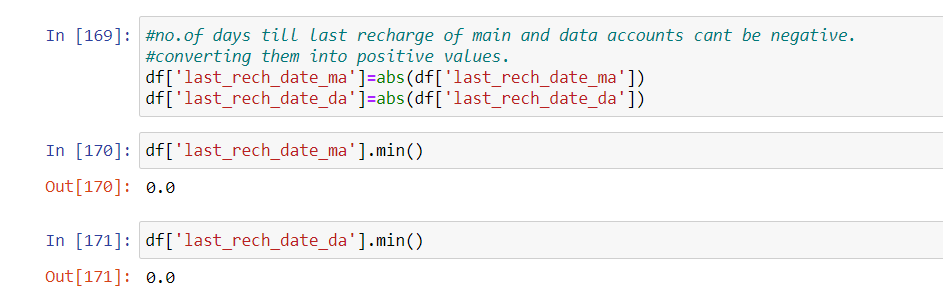 In [169]: #no.of days till last recharge of main and data accounts cant be negative.
#converting them into positive values.
df['last_rech_date_ma']=abs(df['last_rech_date_ma'])
df['last_rech_date_da']=abs(df['last_rech_date_da'])
In [170]: df['last_rech_date_ma'].min()
Out[170]: 0.0
In [171]: df['last_rech_date_da'].min()
Out[171]: 0.0